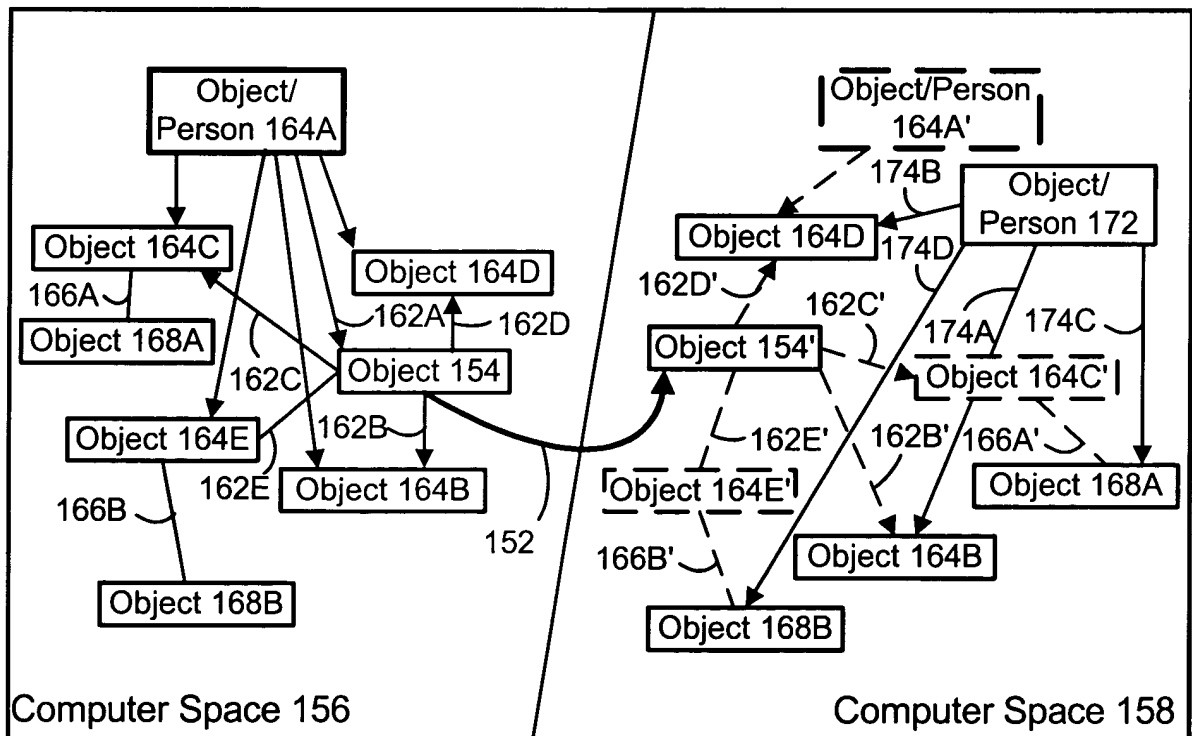 Object/
Person 164A
Object 164C
Object 164D
166A
162A
162D
Object 168A
162C
Object 154
Object 164E
162B
162E
Object 164B
166B
152
Object 168B
Computer Space 156
Object/Person
164A'
174B
Object/
Person 172
Object 164D
174D
162D'
162C'
174A
174C
Object 154'
Object 164C'
162E'
162B'
166A'
Object 164E'
Object 168A
166B'
Object 164B
Object 168B
Computer Space 158